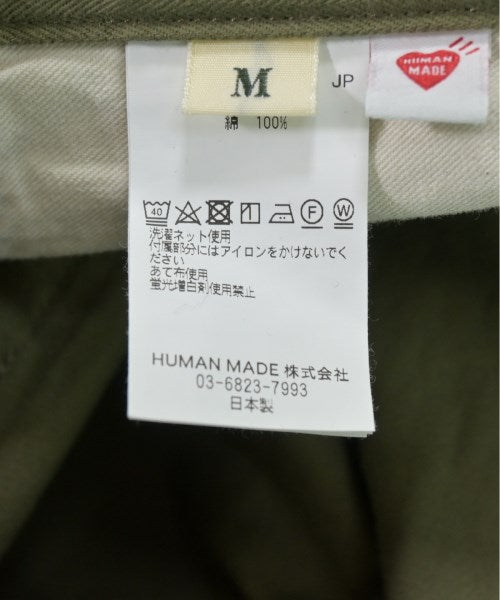 M
JP
HUMAN
MADE
綿 100%
40
F
W
洗濯ネット使用
付属部分にはアイロンをかけないでく
ださい
あて布使用
蛍光増白剤使用禁止
HUMAN MADE 株式会社
03-6823-7993
日本製